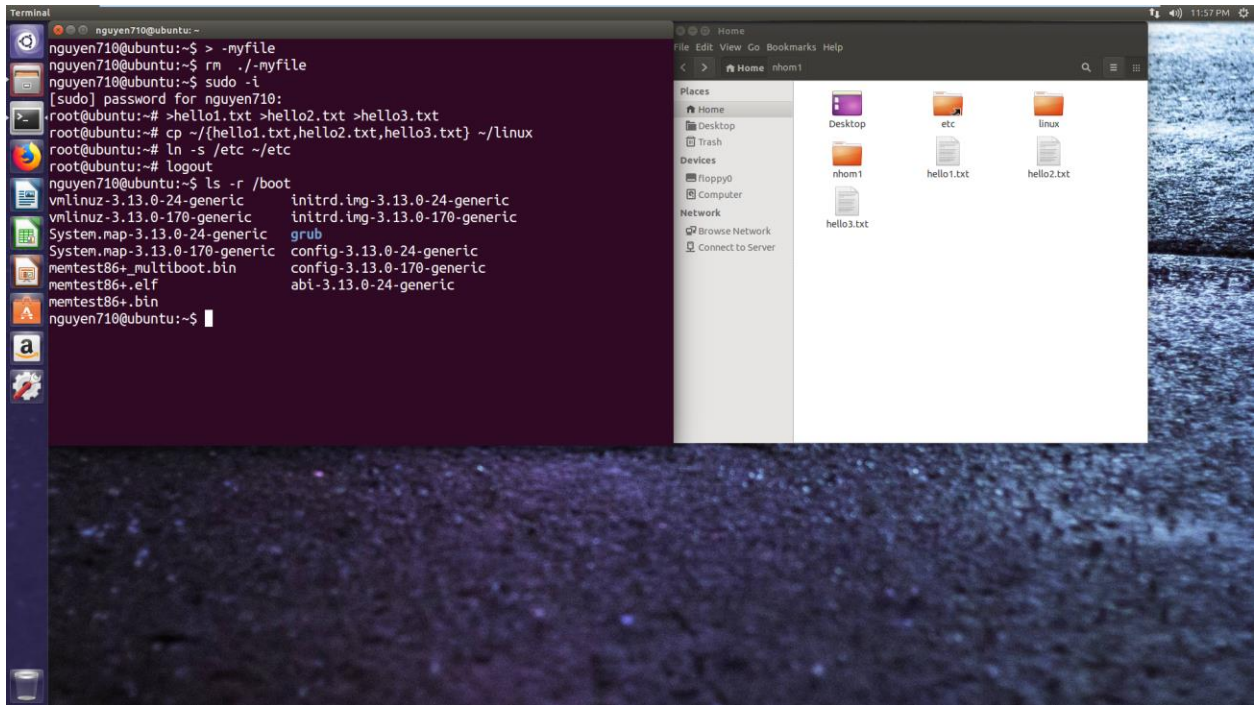 Terminal
11:57 PM
nguyen710@ubuntu: ~
nguyen710@ubuntu:~$ > -myfile
nguyen710@ubuntu:~$ rm  ./-myfile
nguyen710@ubuntu:~$ sudo -i
[sudo] password for nguyen710:
root@ubuntu:~# >hello1.txt >hello2.txt >hello3.txt
root@ubuntu:~# cp ~/{hello1.txt,hello2.txt,hello3.txt} ~/linux
root@ubuntu:~# ln -s /etc ~/etc
root@ubuntu:~# logout
nguyen710@ubuntu:~$ ls -r /boot
vmlinuz-3.13.0-24-generic     initrd.img-3.13.0-24-generic
vmlinuz-3.13.0-170-generic    initrd.img-3.13.0-170-generic
System.map-3.13.0-24-generic  grub
System.map-3.13.0-170-generic config-3.13.0-24-generic
memtest86+_multiboot.bin      config-3.13.0-170-generic
memtest86+.elf                abi-3.13.0-24-generic
memtest86+.bin
nguyen710@ubuntu:~$
Home
File Edit View Go Bookmarks Help
< > Home nhom1
Places
Home
Desktop
Trash
Devices
floppy0
Computer
Network
Browse Network
Connect to Server
Desktop etc linux
nhom1 hello1.txt hello2.txt
hello3.txt
a